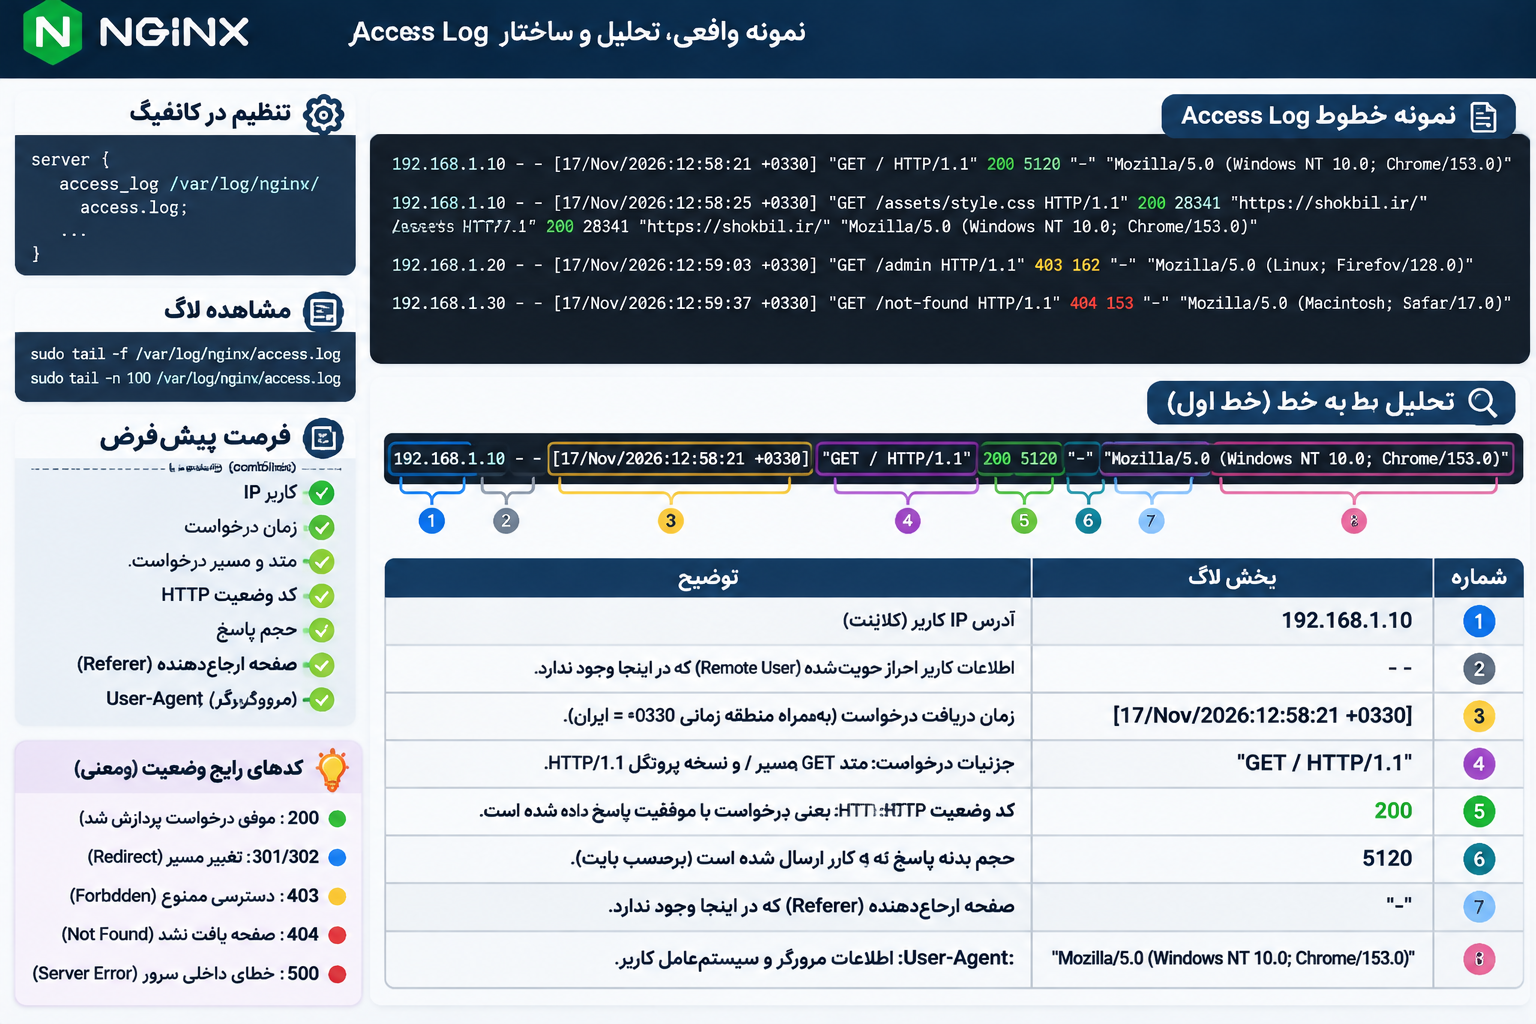 NGINX
نمونه واقعی، تحلیل و ساختار Access Log
نمونه خطوط Access Log
192.168.1.10 - - [17/Nov/2026:12:58:21 +0330] "GET / HTTP/1.1" 200 5120 "-" "Mozilla/5.0 (Windows NT 10.0; Chrome/153.0)"
192.168.1.10 - - [17/Nov/2026:12:58:25 +0330] "GET /assets/style.css HTTP/1.1" 200 28341 "https://shokbil.ir/"
200 28341 "https://shokbil.ir/" "Mozilla/5.0 (Windows NT 10.0; Chrome/153.0)"
192.168.1.20 - - [17/Nov/2026:12:59:03 +0330] "GET /admin HTTP/1.1" 403 162 "-" "Mozilla/5.0 (Linux; Firefov/128.0)"
192.168.1.30 - - [17/Nov/2026:12:59:37 +0330] "GET /not-found HTTP/1.1" 404 153 "-" "Mozilla/5.0 (Macintosh; Safar/17.0)"
تحلیل بط به خط (خط اول)
192.168.1.10 - - [17/Nov/2026:12:58:21 +0330] "GET / HTTP/1.1" 200 5120 "-" "Mozilla/5.0 (Windows NT 10.0; Chrome/153.0)"
1 2 3 4 5 6 7
شماره بخش لاگ توضیح
1 192.168.1.10 آدرس IP کاربر (کلاینت)
2 - - اطلاعات کاربر احراز حویت‌شده (Remote User) که در اینجا وجود ندارد.
3 [17/Nov/2026:12:58:21 +0330] زمان دریافت درخواست (به‌همراه منطقه زمانی 0330 = ایران).
4 "GET / HTTP/1.1" جزئیات درخواست: متد GET مسیر / و نسخه پروتگل HTTP/1.1.
5 200 کد وضعیت HTTP: یعنی درخواست با موفقیت پاسخ داده شده است.
6 5120 حجم بدنه پاسخ ارسال شده است (برحسب بایت).
7 "-" صفحه ارحاع‌دهنده (Referer) که در اینجا وجود ندارد.
"Mozilla/5.0 (Windows NT 10.0; Chrome/153.0)" :User-Agent: اطلاعات مرورگر و سیستم‌عامل کاربر.
تنظیم در کانفیگ
server {
access_log /var/log/nginx/
access.log;
...
}
مشاهده لاگ
sudo tail -f /var/log/nginx/access.log
sudo tail -n 100 /var/log/nginx/access.log
فرمت پیش‌فرض
کاربر IP
زمان درخواست
متد و مسیر درخواست.
کد وضعیت HTTP
حجم پاسخ
صفحه ارجاع‌دهنده (Referer)
User-Agent
کدهای رایج وضعیت (ومعنی)
200 : موفق درخواست پردازش شد)
301/302: تغییر مسیر (Redirect)
403 : دسترسی ممنوع (Forbdden)
404 : صفحه یافت نشد (Not Found)
500 : خطای داخلی سرور (Server Error)